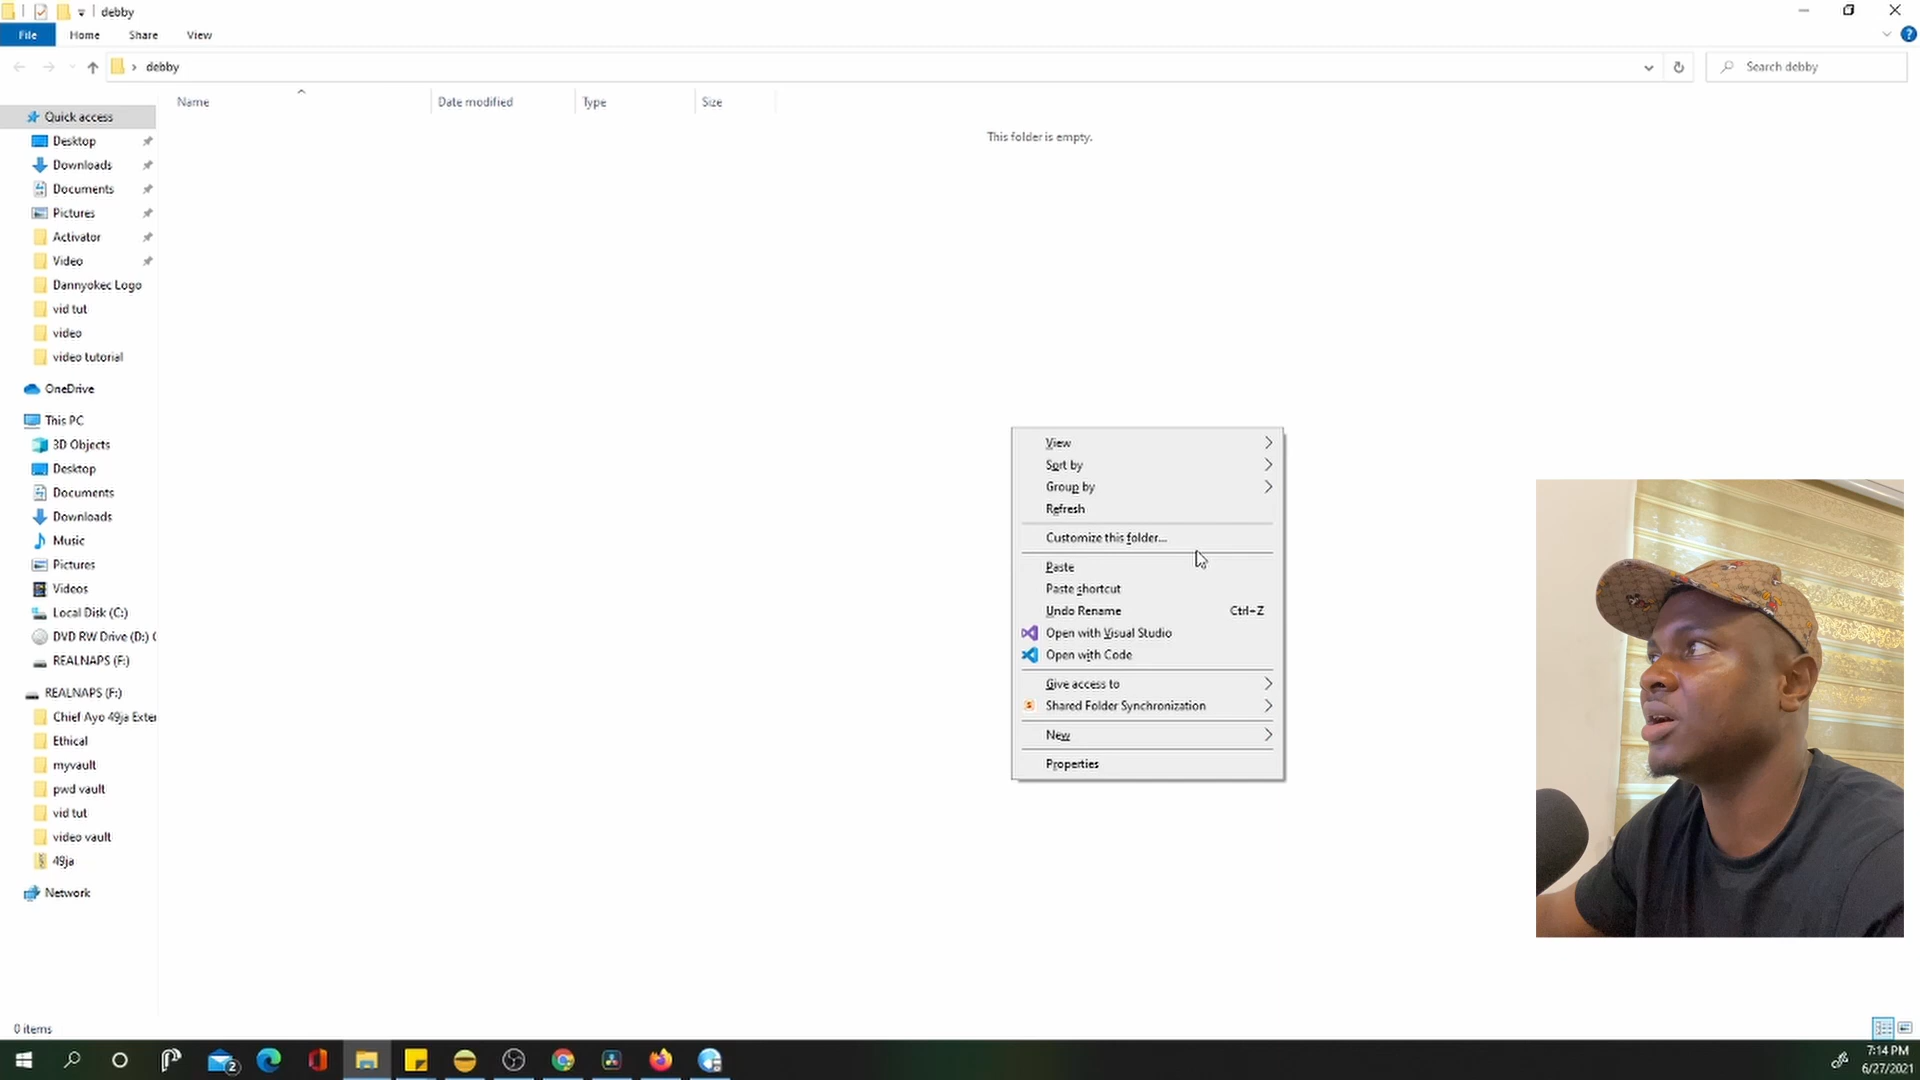 debby
File
Home
Share
View
debby
Search debby
Name
Date modified
Type
Size
This folder is empty.
Quick access
Desktop
Downloads
Documents
Pictures
Activator
Video
Dannyokec Logo
vid tut
video
video tutorial
OneDrive
This PC
3D Objects
Desktop
Documents
Downloads
Music
Pictures
Videos
Local Disk (C:)
DVD RW Drive (D:)
REALNAPS (F:)
REALNAPS (F:)
Chief Ayo 49ja Exter
Ethical
myvault
pwd vault
vid tut
video vault
49ja
Network
View
Sort by
Group by
Refresh
Customize this folder...
Paste
Paste shortcut
Undo Rename Ctrl+Z
Open with Visual Studio
Open with Code
Give access to
Shared Folder Synchronization
New
Properties
0 items
2
7:14 PM
6/27/2021